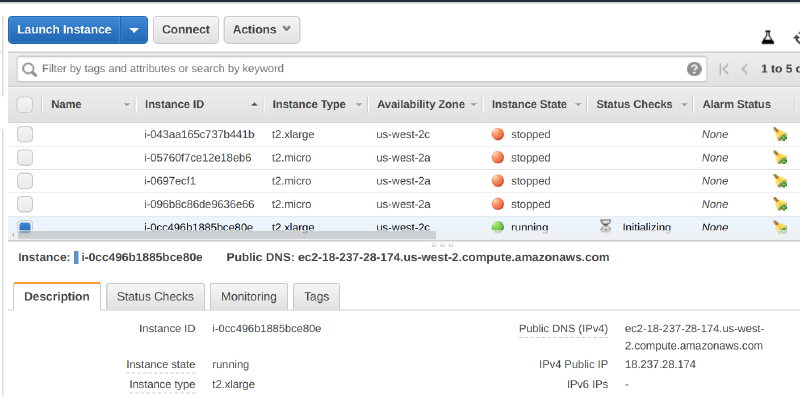 Launch Instance Connect Actions
Filter by tags and attributes or search by keyword ? 1 to 5 o
Name Instance ID Instance Type Availability Zone Instance State Status Checks Alarm Status
i-043aa165c737b441b t2.xlarge us-west-2c stopped None
i-05760f7ce12e18eb6 t2.micro us-west-2a stopped None
i-0697ecf1 t2.micro us-west-2a stopped None
i-096b8c86de9636e66 t2.micro us-west-2a stopped None
i-0cc496b1885bce80e t2.xlarge us-west-2c running Initializing None
Instance: i-0cc496b1885bce80e Public DNS: ec2-18-237-28-174.us-west-2.compute.amazonaws.com
Description Status Checks Monitoring Tags
Instance ID i-0cc496b1885bce80e Public DNS (IPv4) ec2-18-237-28-174.us-west-
2.compute.amazonaws.com
Instance state running IPv4 Public IP 18.237.28.174
Instance type t2.xlarge IPv6 IPs -